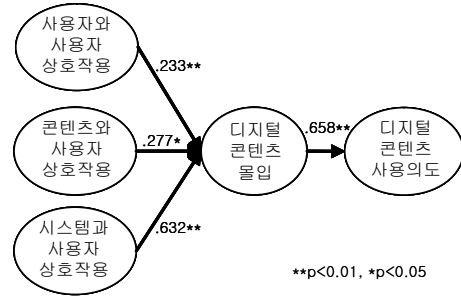 사용자와
사용자
상호작용
.233**
콘텐츠와
사용자
상호작용
.277*
디지털
콘텐츠
몰입
.658**
디지털
콘텐츠
사용의도
시스템과
사용자
상호작용
.632**
**p<0.01, *p<0.05